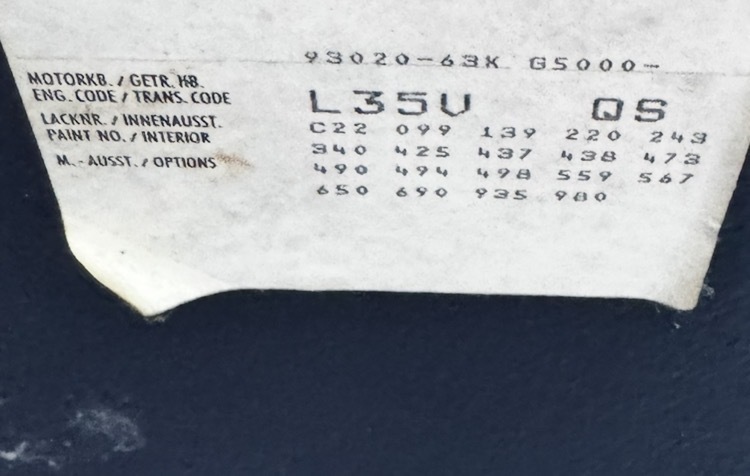 93020-63K G5000-
MOTORKB. / GETR. KB.
ENG. CODE / TRANS. CODE
LACKNR. / INNENAUSST. L35V QS
PAINT NO. / INTERIOR
M.-AUSST. / OPTIONS
C22 099 139 220 243
340 425 437 438 473
490 494 498 559 567
650 690 935 980